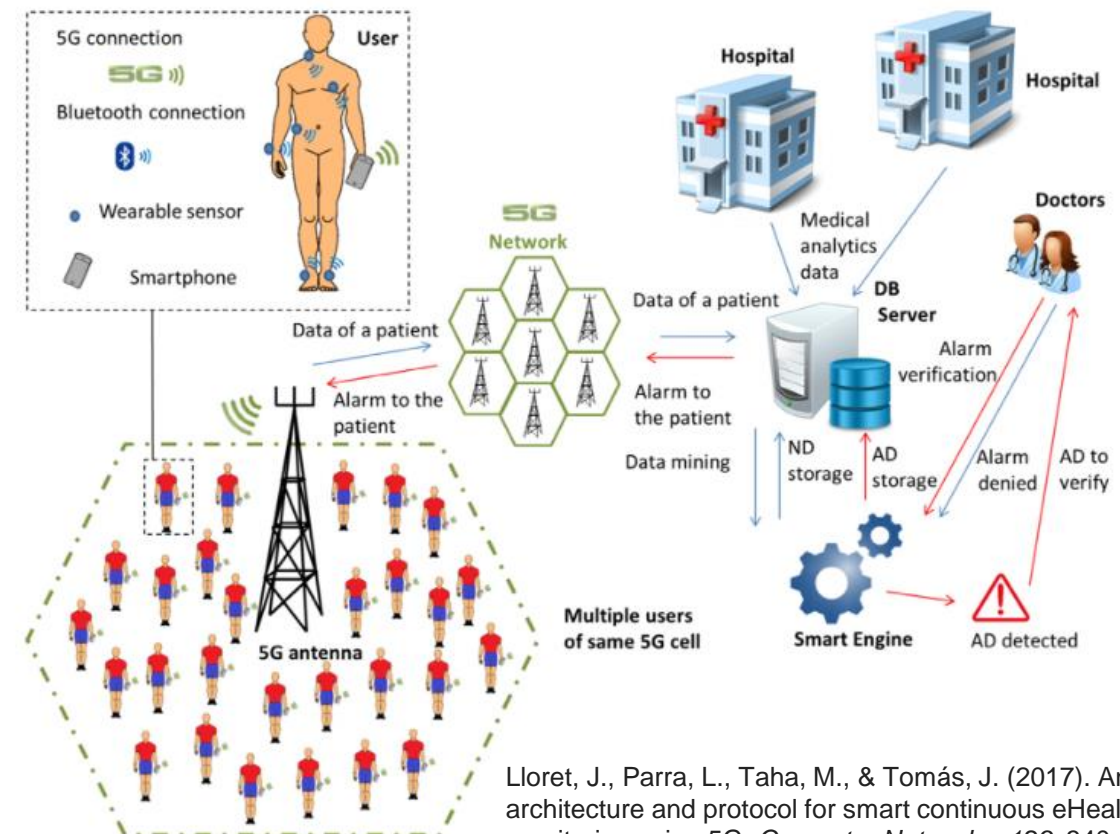 5G connection
User
5G
Bluetooth connection
Wearable sensor
Smartphone
Hospital
Hospital
Doctors
5G
Network
Medical
analytics
data
DB
Server
Data of a patient
Data of a patient
Alarm to the
patient
Alarm to
the patient
Alarm
verification
Data mining
ND
storage
AD
storage
Alarm
denied
AD to
verify
Multiple users
of same 5G cell
5G antenna
Smart Engine
AD detected
Lloret, J., Parra, L., Taha, M., & Tomás, J. (2017). An
architecture and protocol for smart continuous eHeal